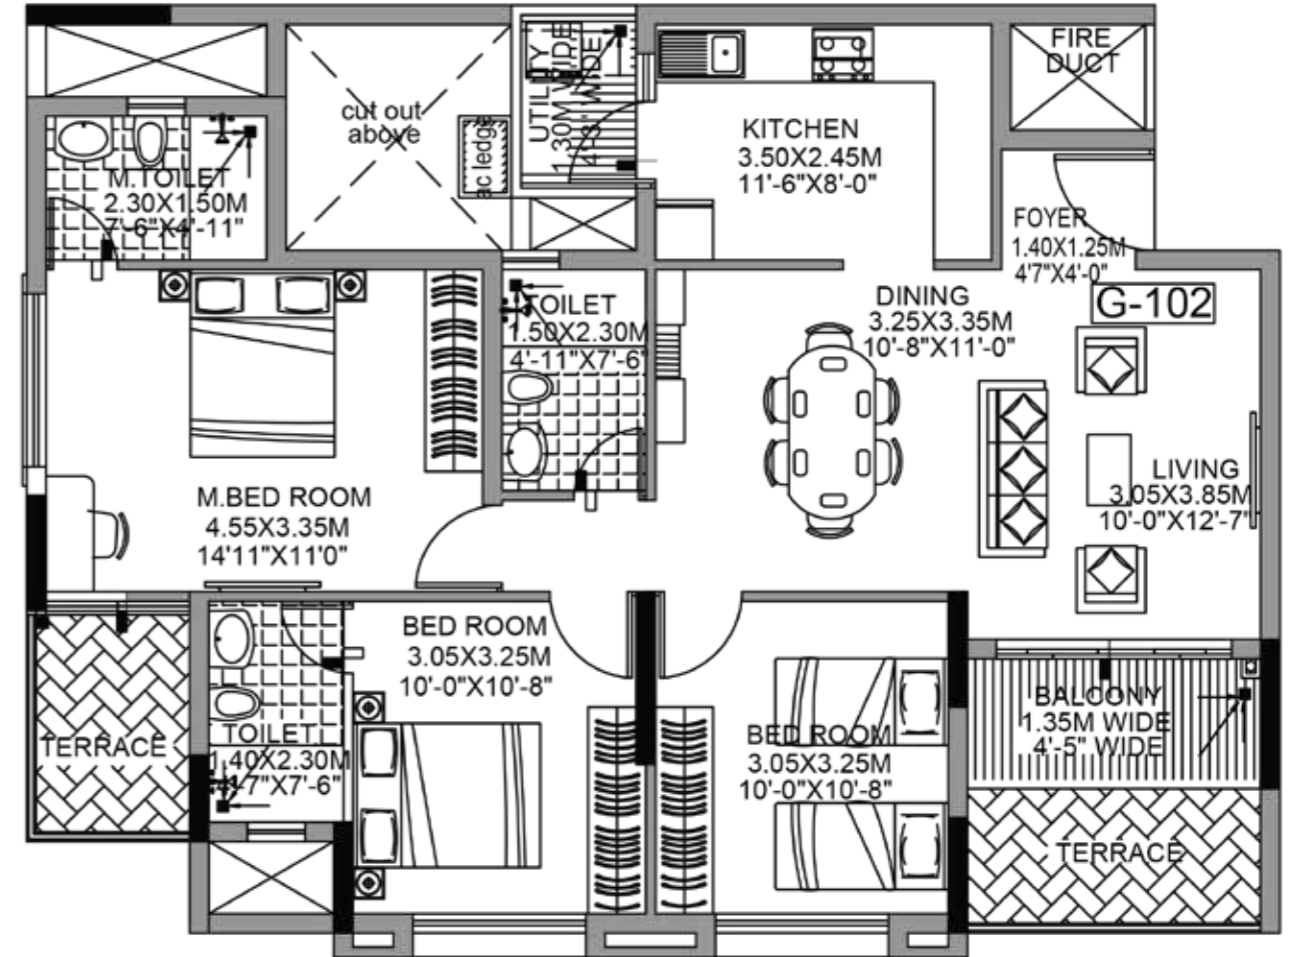 FIRE
DUCT
cut out
above
ac ledge
UTILITY
1.30M WIDE
4'-3" WIDE
KITCHEN
3.50X2.45M
11'-6"X8'-0"
M.TOILET
2.30X1.50M
7'-6"X4'-11"
FOYER
1.40X1.25M
4'7"X4'-0"
G-102
TOILET
1.50X2.30M
4'-11"X7'-6"
DINING
3.25X3.35M
10'-8"X11'-0"
LIVING
3.05X3.85M
10'-0"X12'-7"
M.BED ROOM
4.55X3.35M
14'11"X11'0"
BED ROOM
3.05X3.25M
10'-0"X10'-8"
TERRACE
TOILET
1.40X2.30M
4'-7"X7'-6"
BED ROOM
3.05X3.25M
10'-0"X10'-8"
BALCONY
1.35M WIDE
4'-5" WIDE
TERRACE